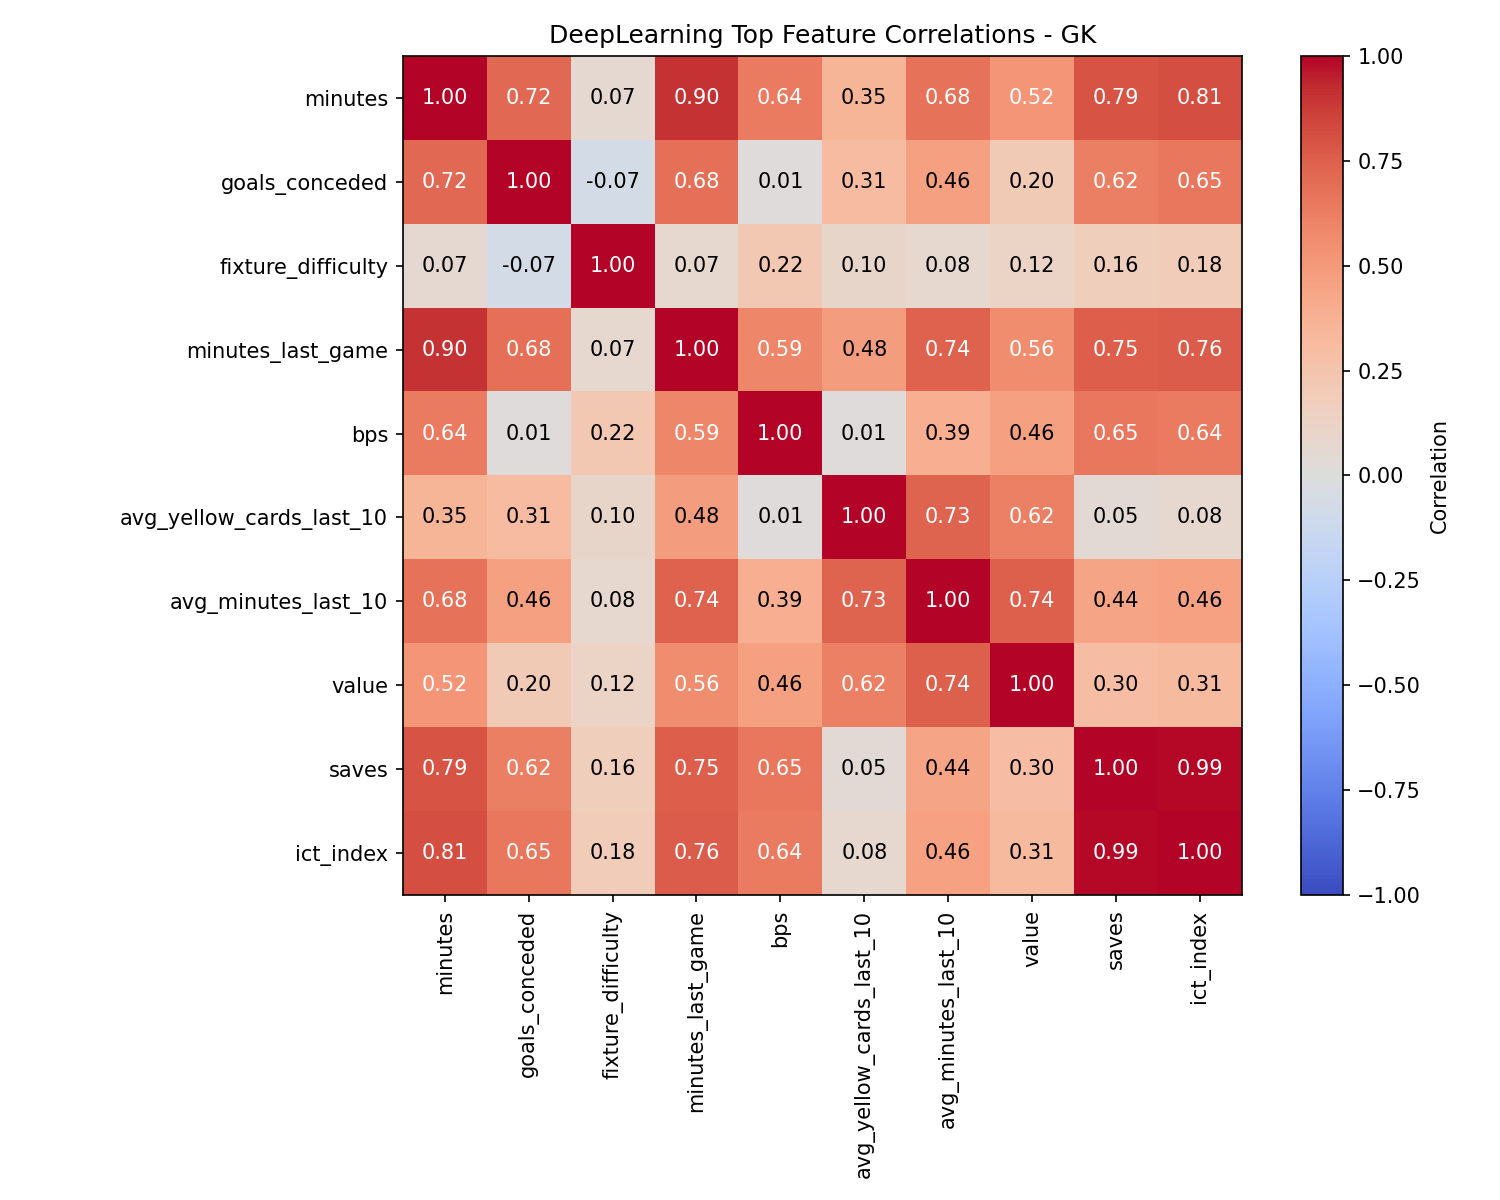 DeepLearning Top Feature Correlations - GK
minutes 1.00 0.72 0.07 0.90 0.64 0.35 0.68 0.52 0.79 0.81
goals_conceded 0.72 1.00 -0.07 0.68 0.01 0.31 0.46 0.20 0.62 0.65
fixture_difficulty 0.07 -0.07 1.00 0.07 0.22 0.10 0.08 0.12 0.16 0.18
minutes_last_game 0.90 0.68 0.07 1.00 0.59 0.48 0.74 0.56 0.75 0.76
bps 0.64 0.01 0.22 0.59 1.00 0.01 0.39 0.46 0.65 0.64
avg_yellow_cards_last_10 0.35 0.31 0.10 0.48 0.01 1.00 0.73 0.62 0.05 0.08
avg_minutes_last_10 0.68 0.46 0.08 0.74 0.39 0.73 1.00 0.74 0.44 0.46
value 0.52 0.20 0.12 0.56 0.46 0.62 0.74 1.00 0.30 0.31
saves 0.79 0.62 0.16 0.75 0.65 0.05 0.44 0.30 1.00 0.99
ict_index 0.81 0.65 0.18 0.76 0.64 0.08 0.46 0.31 0.99 1.00
minutes
goals_conceded
fixture_difficulty
minutes_last_game
bps
avg_yellow_cards_last_10
avg_minutes_last_10
value
saves
ict_index
1.00
0.75
0.50
0.25
0.00
−0.25
−0.50
−0.75
−1.00
Correlation